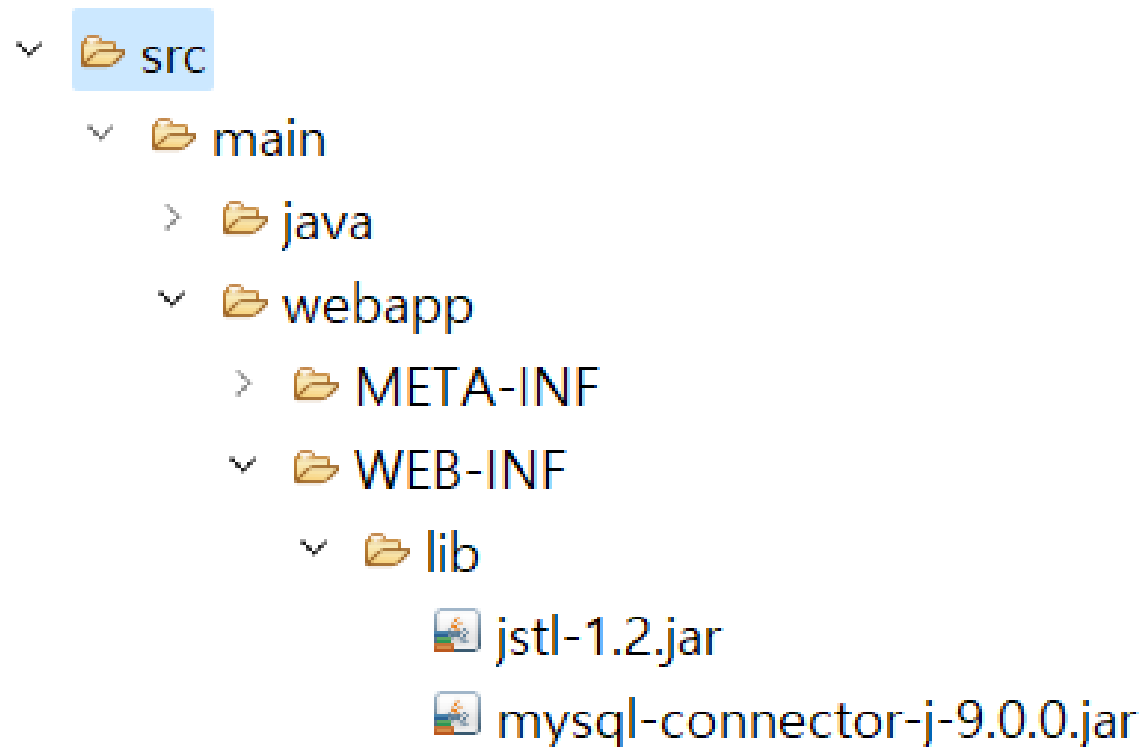 src
main
java
webapp
META-INF
WEB-INF
lib
jstl-1.2.jar
mysql-connector-j-9.0.0.jar